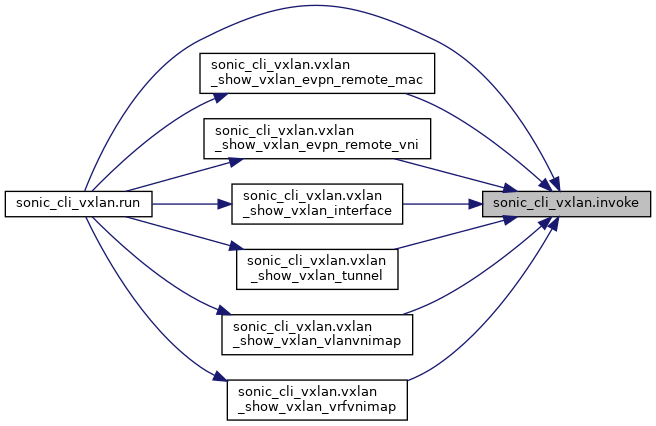 sonic_cli_vxlan.vxlan
_show_vxlan_evpn_remote_mac
sonic_cli_vxlan.vxlan
_show_vxlan_evpn_remote_vni
sonic_cli_vxlan.run
sonic_cli_vxlan.vxlan
_show_vxlan_interface
sonic_cli_vxlan.invoke
sonic_cli_vxlan.vxlan
_show_vxlan_tunnel
sonic_cli_vxlan.vxlan
_show_vxlan_vlanvnimap
sonic_cli_vxlan.vxlan
_show_vxlan_vrfvnimap